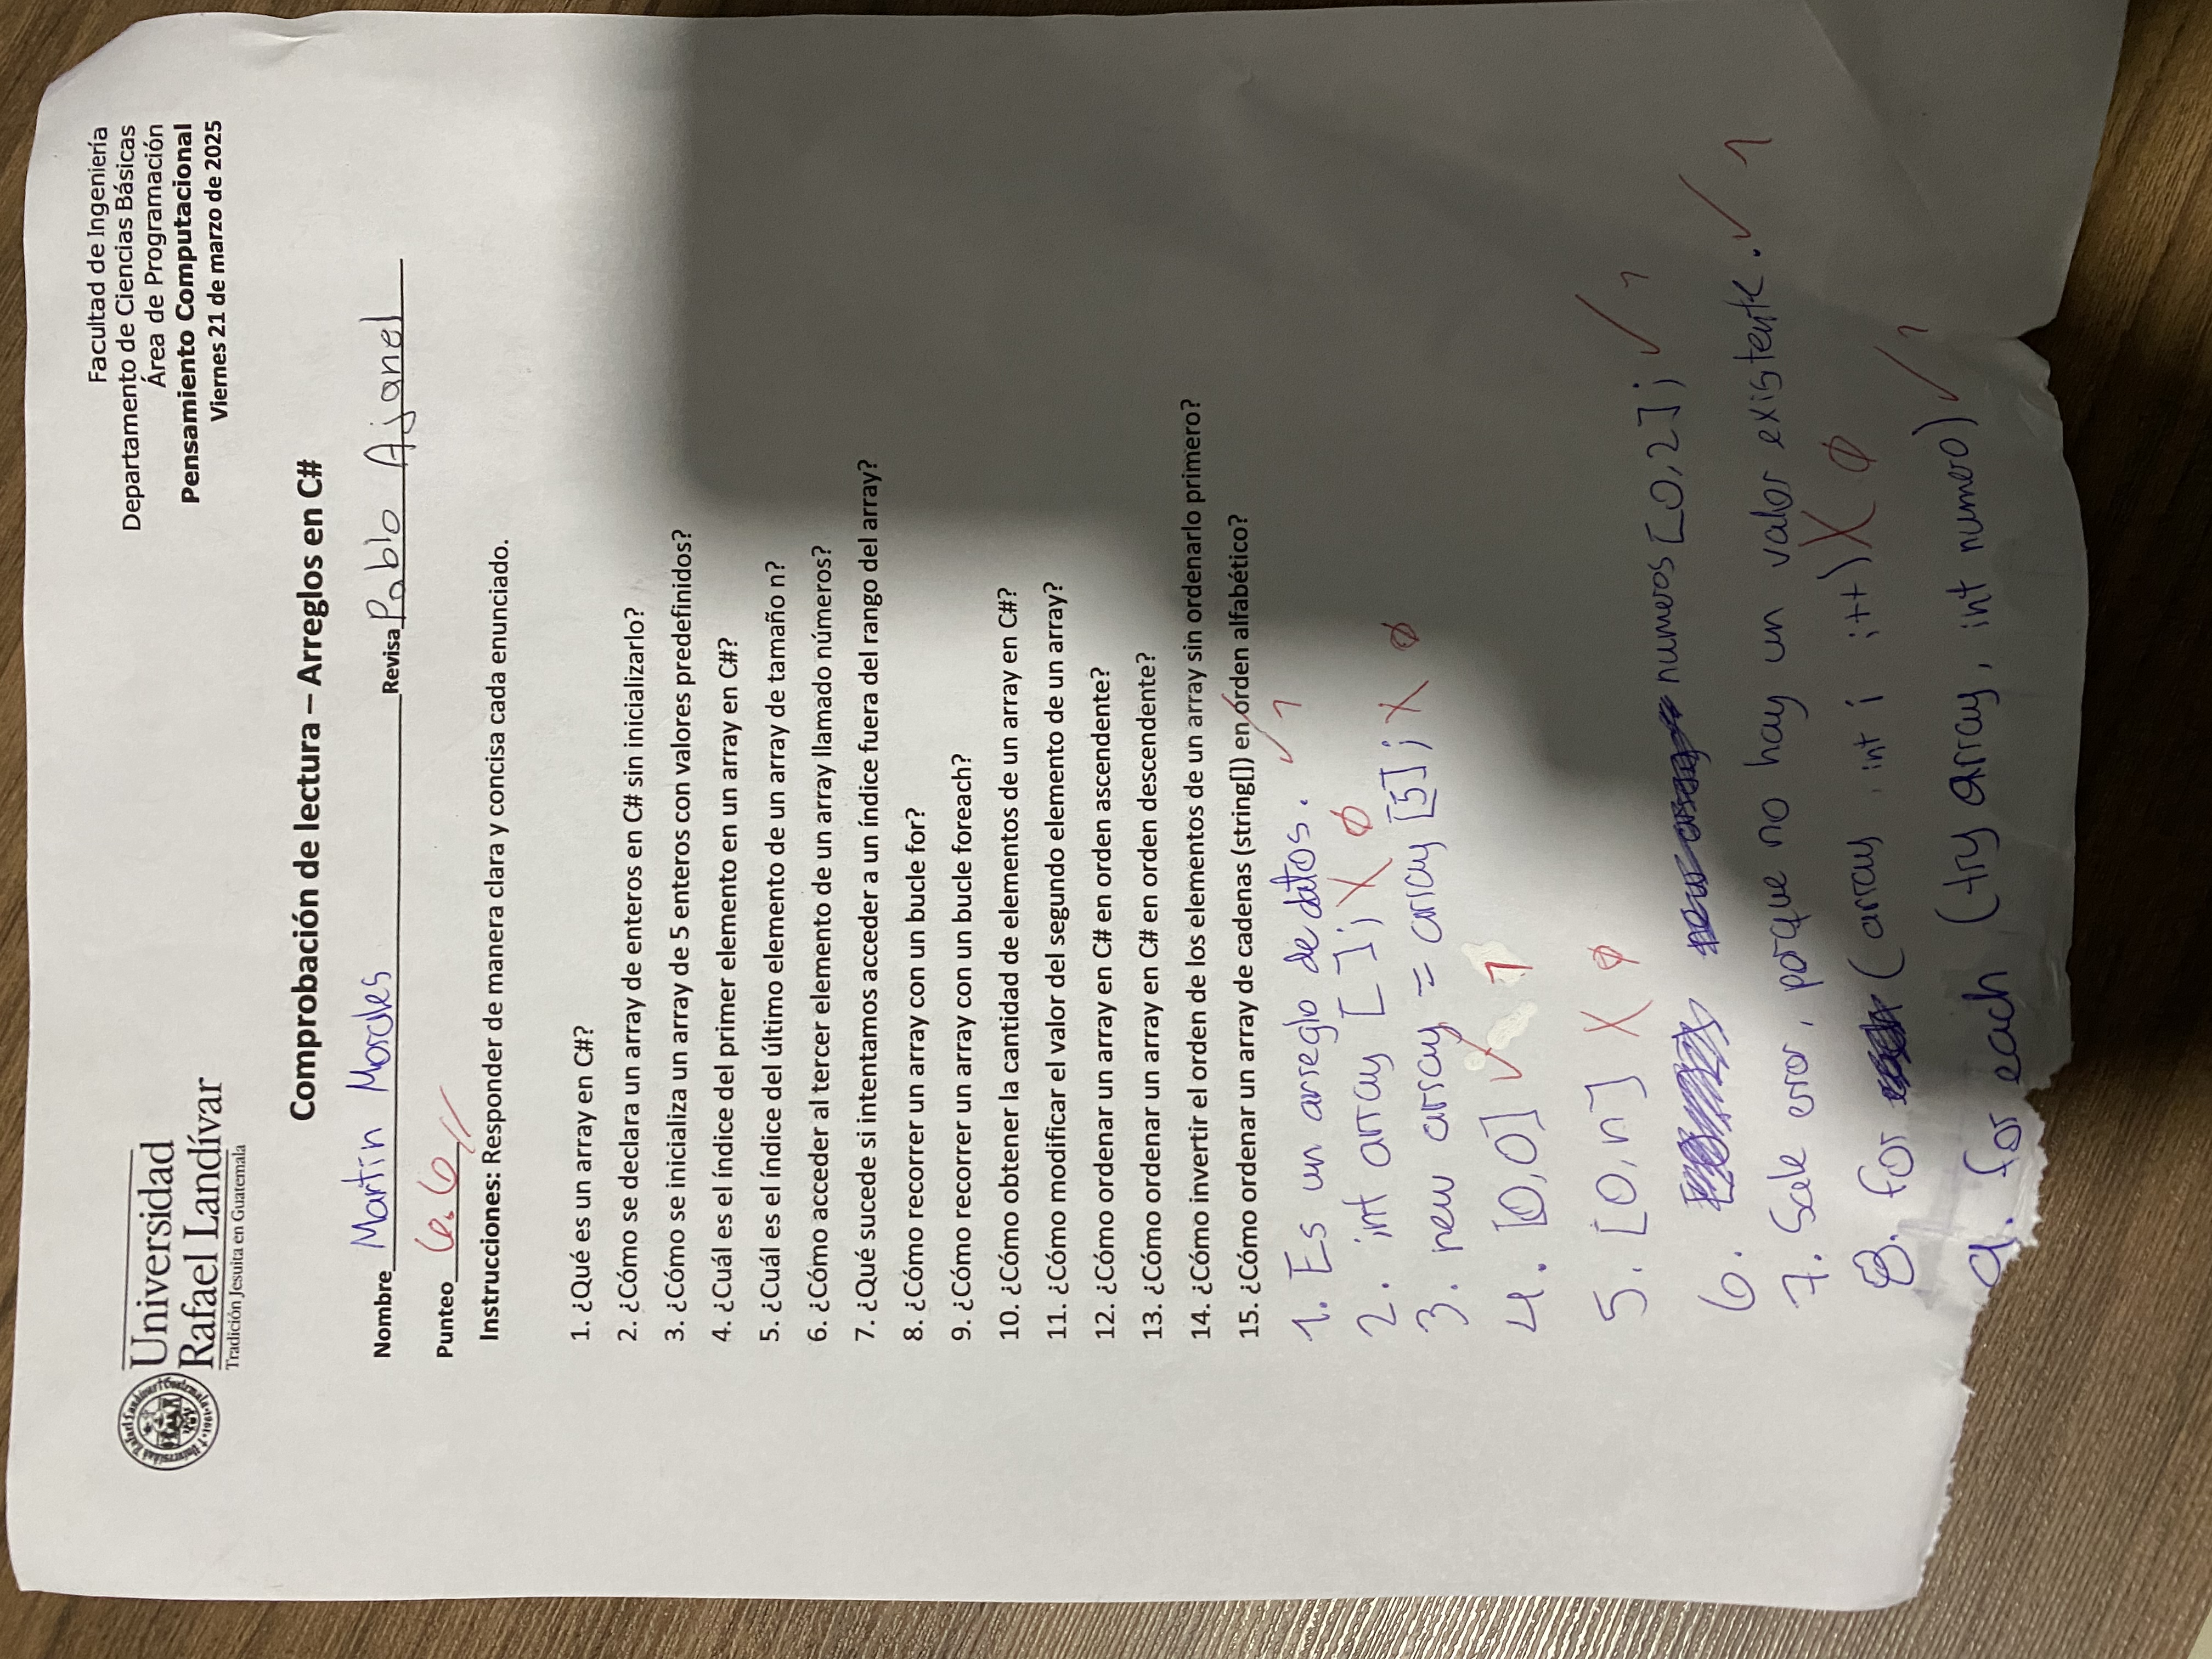 Universidad
Rafael Landívar
Tradición Jesuita en Guatemala
Facultad de Ingeniería
Departamento de Ciencias Básicas
Área de Programación
Pensamiento Computacional
Viernes 21 de marzo de 2025
Comprobación de lectura – Arreglos en C#
Nombre Martín Morales Revisa Pablo Ajanel
Punteo 6.6
Instrucciones: Responder de manera clara y concisa cada enunciado.
1. ¿Qué es un array en C#?
2. ¿Cómo se declara un array de enteros en C# sin inicializarlo?
3. ¿Cómo se inicializa un array de 5 enteros con valores predefinidos?
4. ¿Cuál es el índice del primer elemento en un array en C#?
5. ¿Cuál es el índice del último elemento de un array de tamaño n?
6. ¿Cómo acceder al tercer elemento de un array llamado números?
7. ¿Qué sucede si intentamos acceder a un índice fuera del rango del array?
8. ¿Cómo recorrer un array con un bucle for?
9. ¿Cómo recorrer un array con un bucle foreach?
10. ¿Cómo obtener la cantidad de elementos de un array en C#?
11. ¿Cómo modificar el valor del segundo elemento de un array?
12. ¿Cómo ordenar un array en C# en orden ascendente?
13. ¿Cómo ordenar un array en C# en orden descendente?
14. ¿Cómo invertir el orden de los elementos de un array sin ordenarlo primero?
15. ¿Cómo ordenar un array de cadenas (string[]) en orden alfabético?
1. Es un arreglo de datos. ✓ 1
2. int array [ ]; X ∅
3. new array = array [5]; X ∅
4. [0,0] ✓ 1
5. [0,n] X ∅
6. numeros [0,2]; ✓ 1
7. Sale error, porque no hay un valor existente. ✓ 1
8. for (array , int i i++) X ∅
9. for each (try array, int numero) ✓ 1